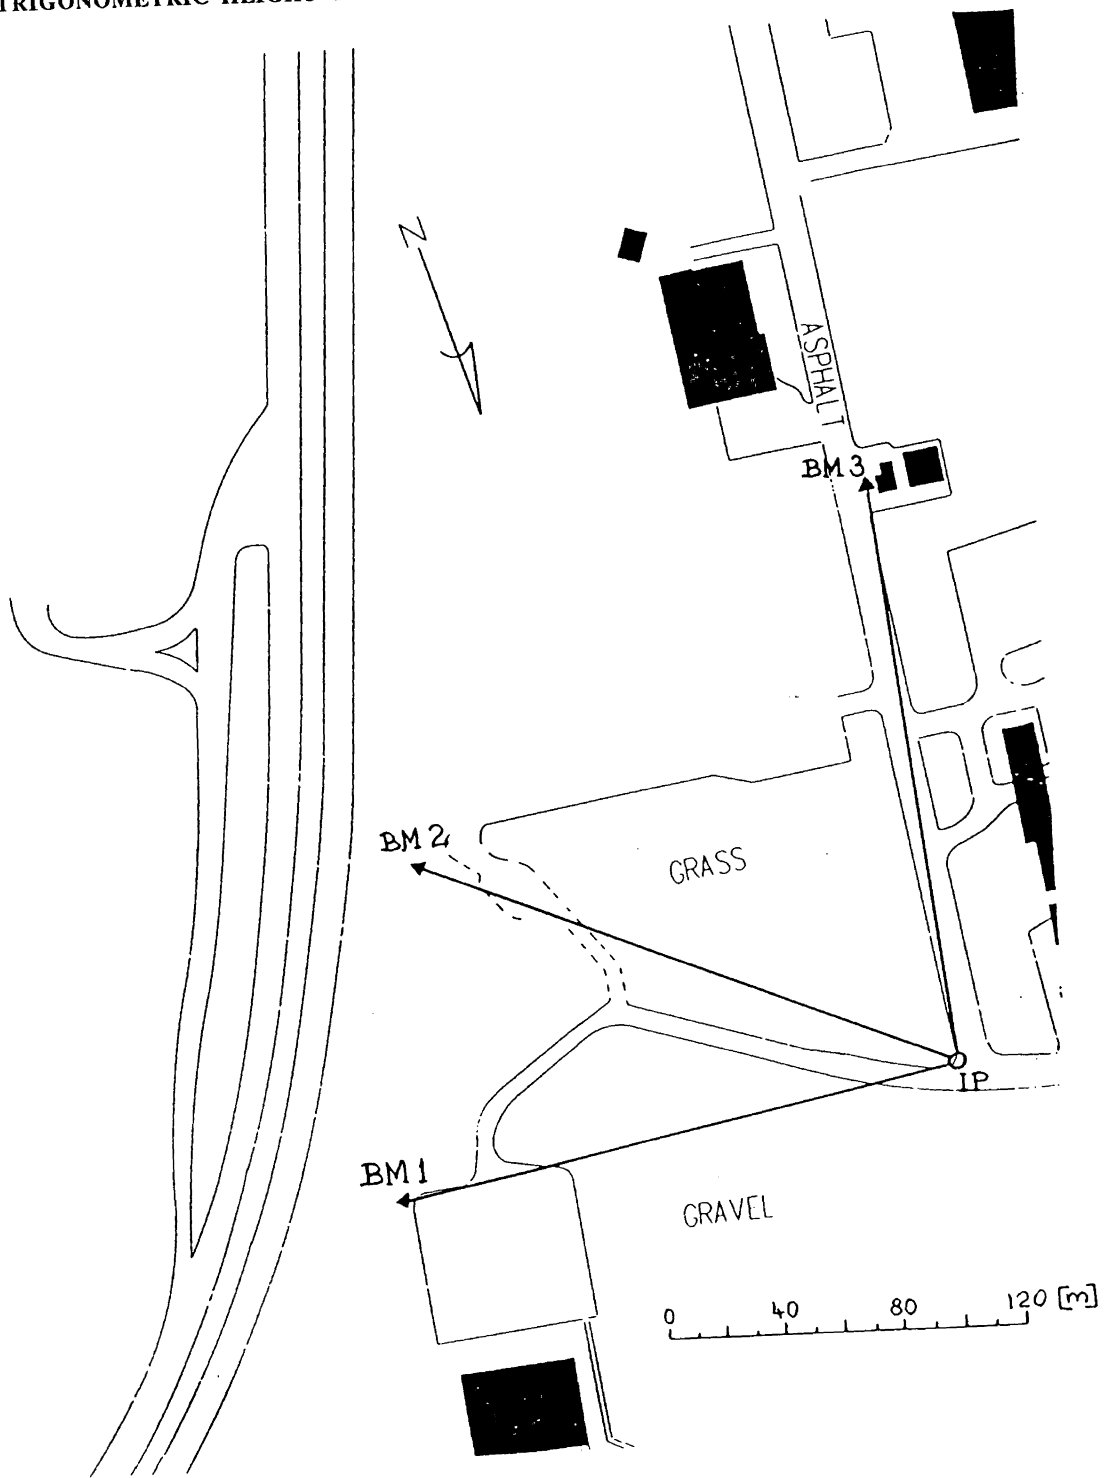 TRIGONOMETRIC HEIGHT
N
ASPHALT
BM 3
BM 2
GRASS
IP
BM 1
GRAVEL
0 40 80 120 [m]